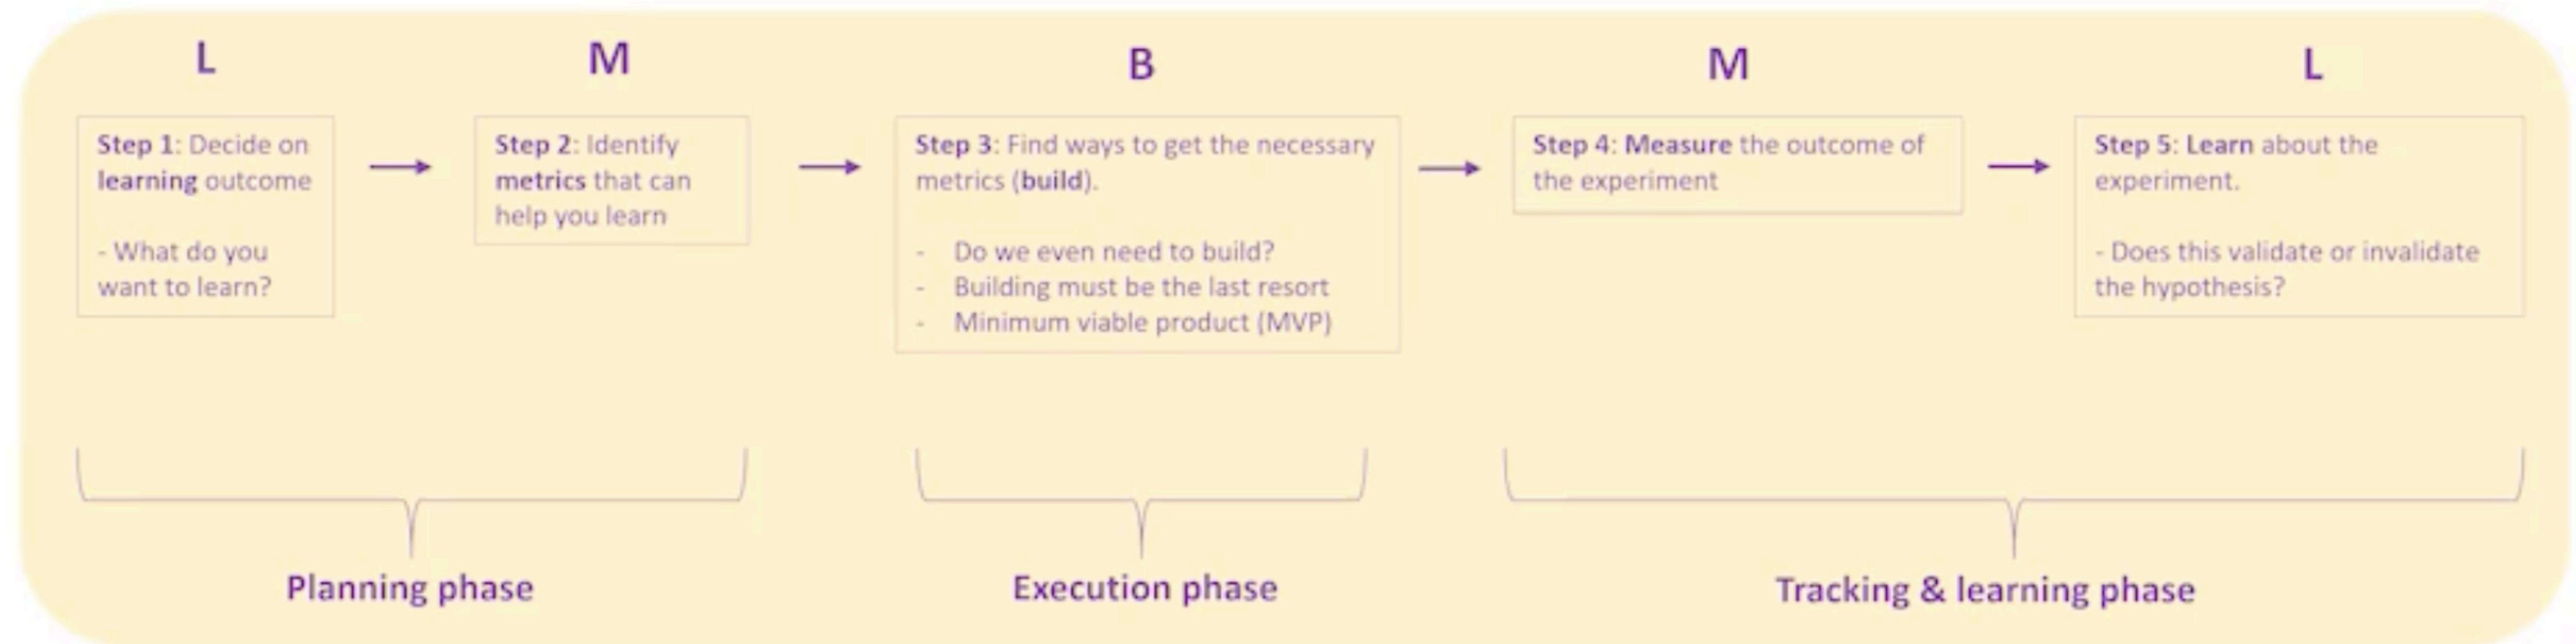 L
M
B
M
L
Step 1: Decide on
learning outcome
- What do you
want to learn?
Step 2: Identify
metrics that can
help you learn
Step 3: Find ways to get the necessary
metrics (build).
- Do we even need to build?
- Building must be the last resort
- Minimum viable product (MVP)
Step 4: Measure the outcome of
the experiment
Step 5: Learn about the
experiment.
- Does this validate or invalidate
the hypothesis?
Planning phase
Execution phase
Tracking & learning phase